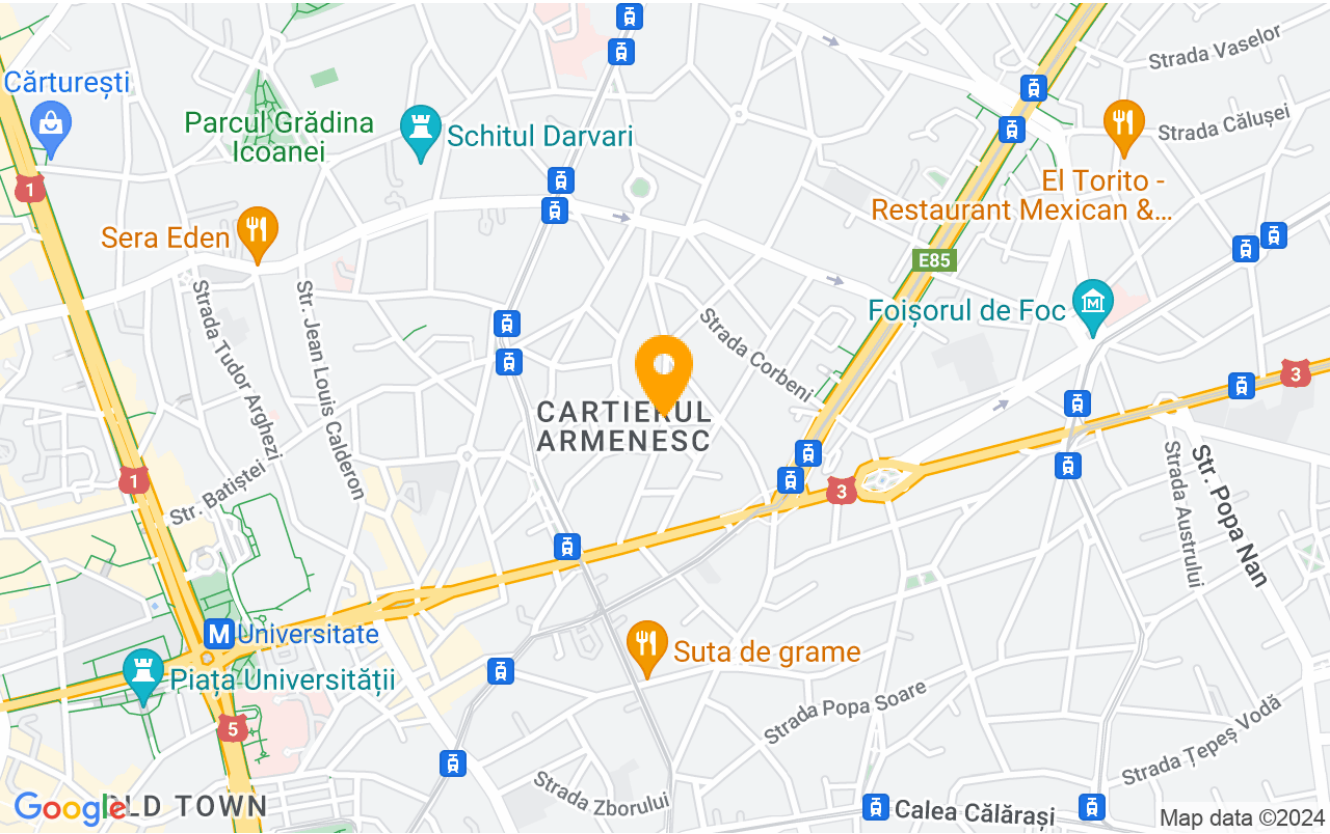 Strada Vaselor
Cărturești
Parcul Grădina
Icoanei
Schitul Darvari
Strada Călușei
1
El Torito -
Restaurant Mexican &...
Sera Eden
E85
Strada Tudor Arghezi
Str. Jean Louis Calderon
Strada Corbeni
Foișorul de Foc
3
CARTIERUL
ARMENESC
1
Str. Batiștei
3
Strada Austrului
Str. Popa Nan
M
Universitate
Suta de grame
Piața Universității
5
Strada Popa Soare
Strada Țepeș Vodă
Strada Zborului
Google
OLD TOWN
Calea Călărași
Map data ©2024